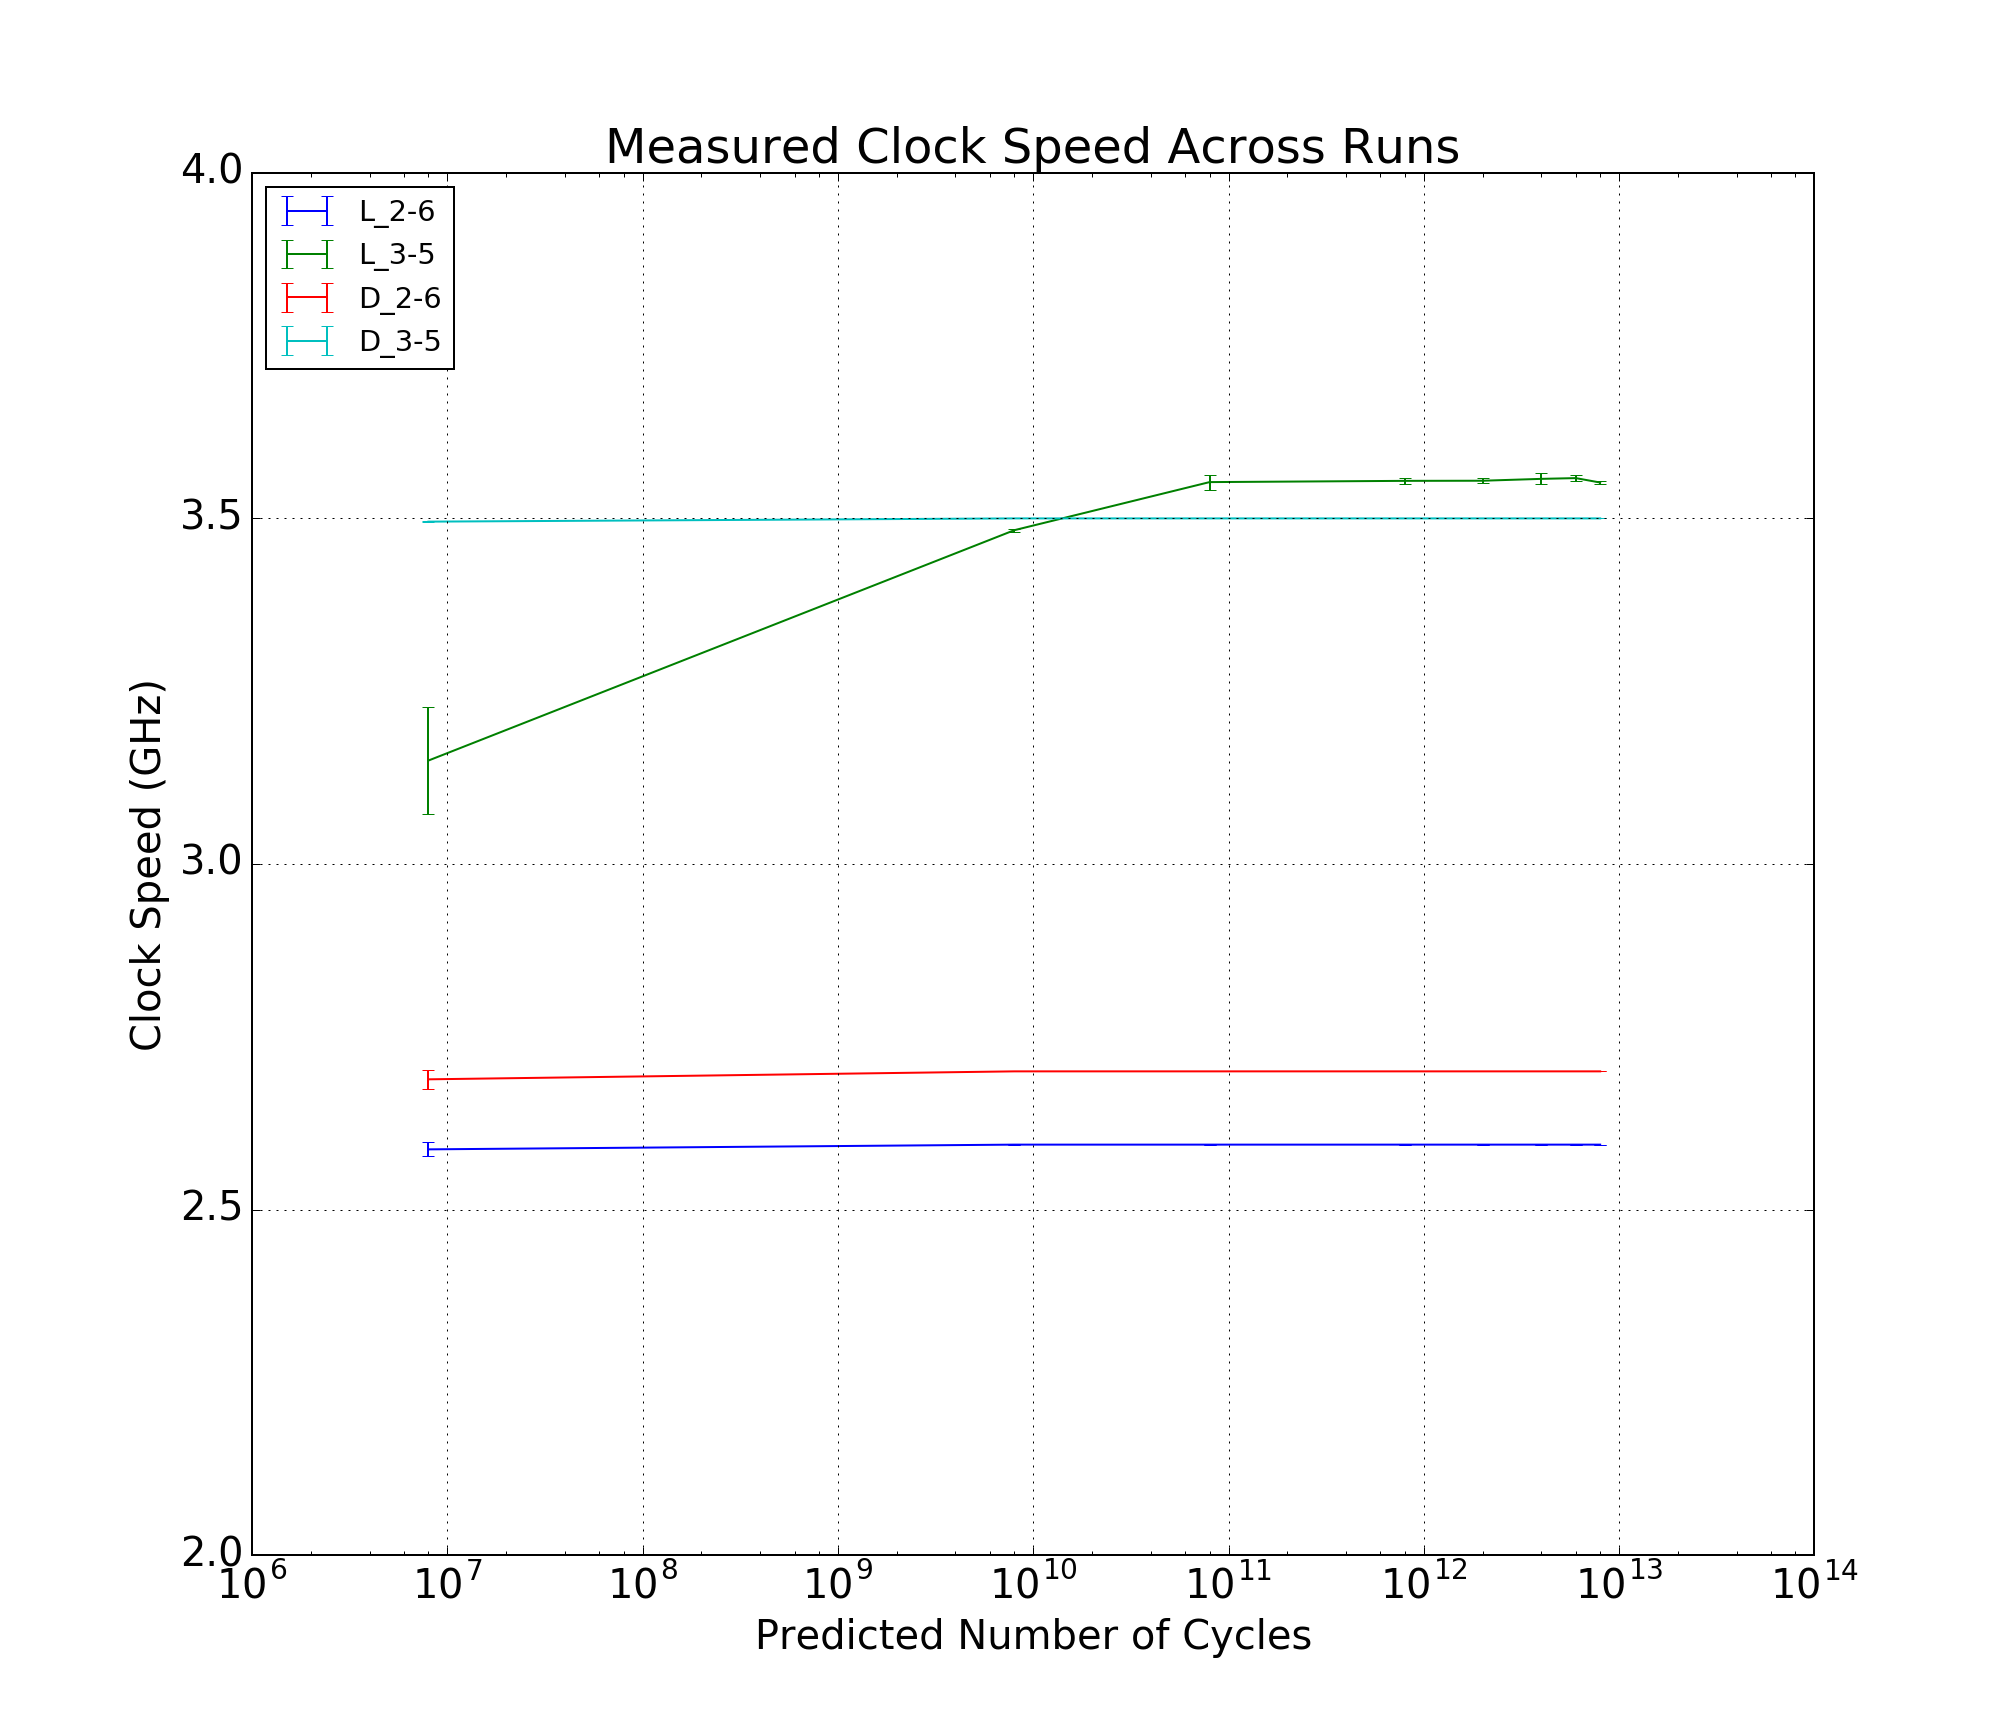 Measured Clock Speed Across Runs
4.0
3.5
3.0
2.5
2.0
Clock Speed (GHz)
L_2-6
L_3-5
D_2-6
D_3-5
10^6 10^7 10^8 10^9 10^10 10^11 10^12 10^13 10^14
Predicted Number of Cycles